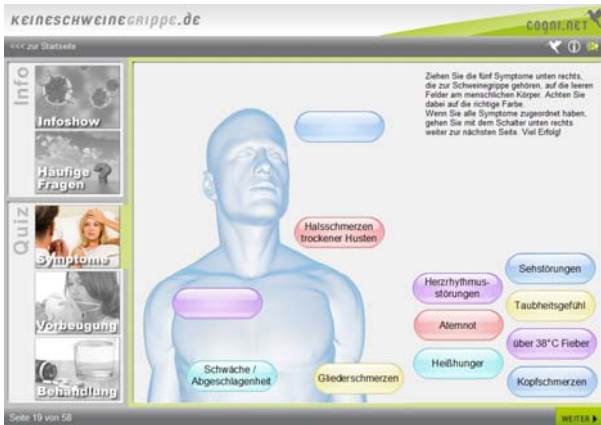 KEINESCHWEINEGRIPPE.de
COGNI.NET
<<< zur Startseite
Info
Infoshow
Häufige
Fragen
Quiz
Symptome
Vorbeugung
Behandlung
Ziehen Sie die fünf Symptome unten rechts,
die zur Schweinegrippe gehören, auf die leeren
Felder am menschlichen Körper. Achten Sie
dabei auf die richtige Farbe.
Wenn Sie alle Symptome zugeordnet haben,
gehen Sie mit dem Schalter unten rechts
weiter zur nächsten Seite. Viel Erfolg!
Halsschmerzen
trockener Husten
Schwäche /
Abgeschlagenheit
Gliederschmerzen
Herzrhythmus-
störungen
Atemnot
Heißhunger
Sehstörungen
Taubheitsgefühl
über 38°C Fieber
Kopfschmerzen
Seite 19 von 58
WEITER